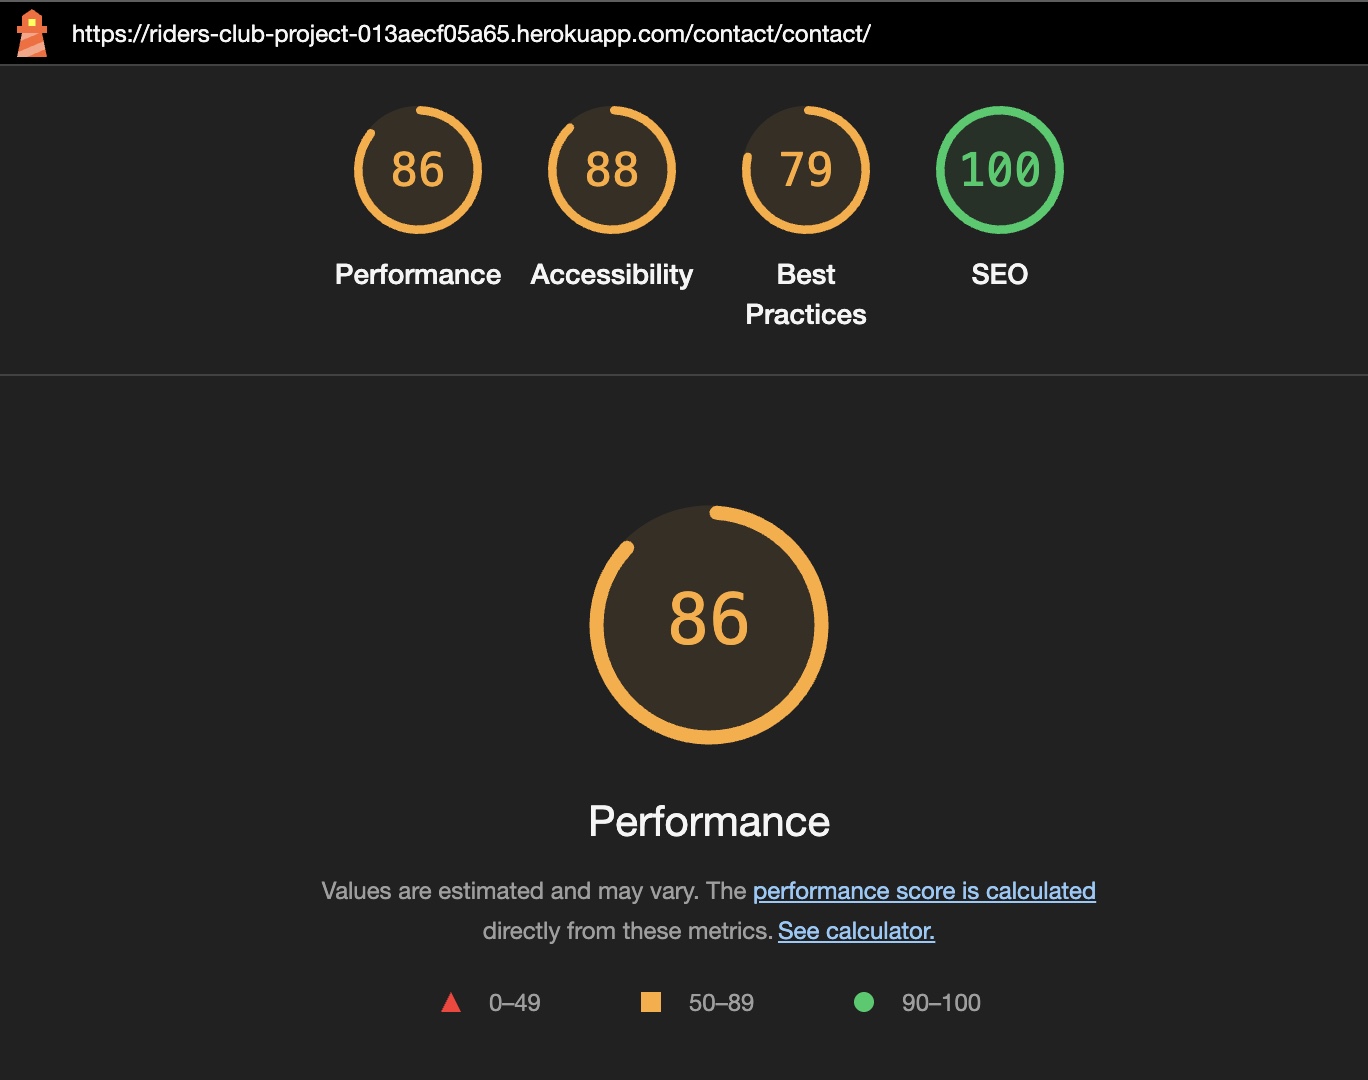 https://riders-club-project-013aecf05a65.herokuapp.com/contact/contact/
86 88 79 100
Performance Accessibility Best SEO
Practices
86
Performance
Values are estimated and may vary. The performance score is calculated
directly from these metrics. See calculator.
0–49 50–89 90–100